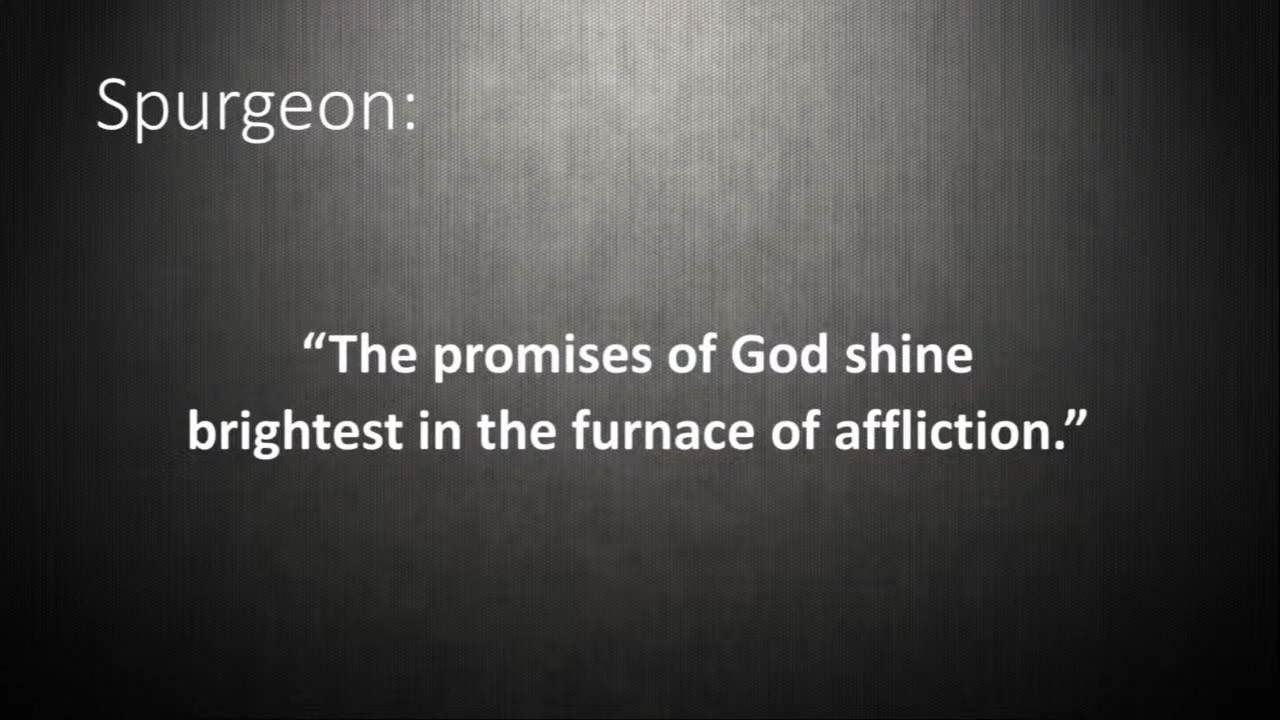 Spurgeon:
“The promises of God shine
brightest in the furnace of affliction.”